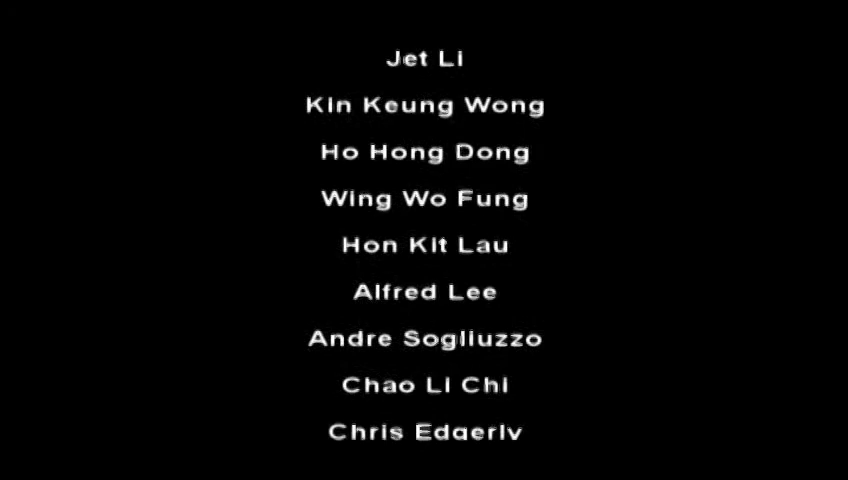 Jet Li
Kin Keung Wong
Ho Hong Dong
Wing Wo Fung
Hon Kit Lau
Alfred Lee
Andre Sogliuzzo
Chao Li Chi
Chris Edgerly